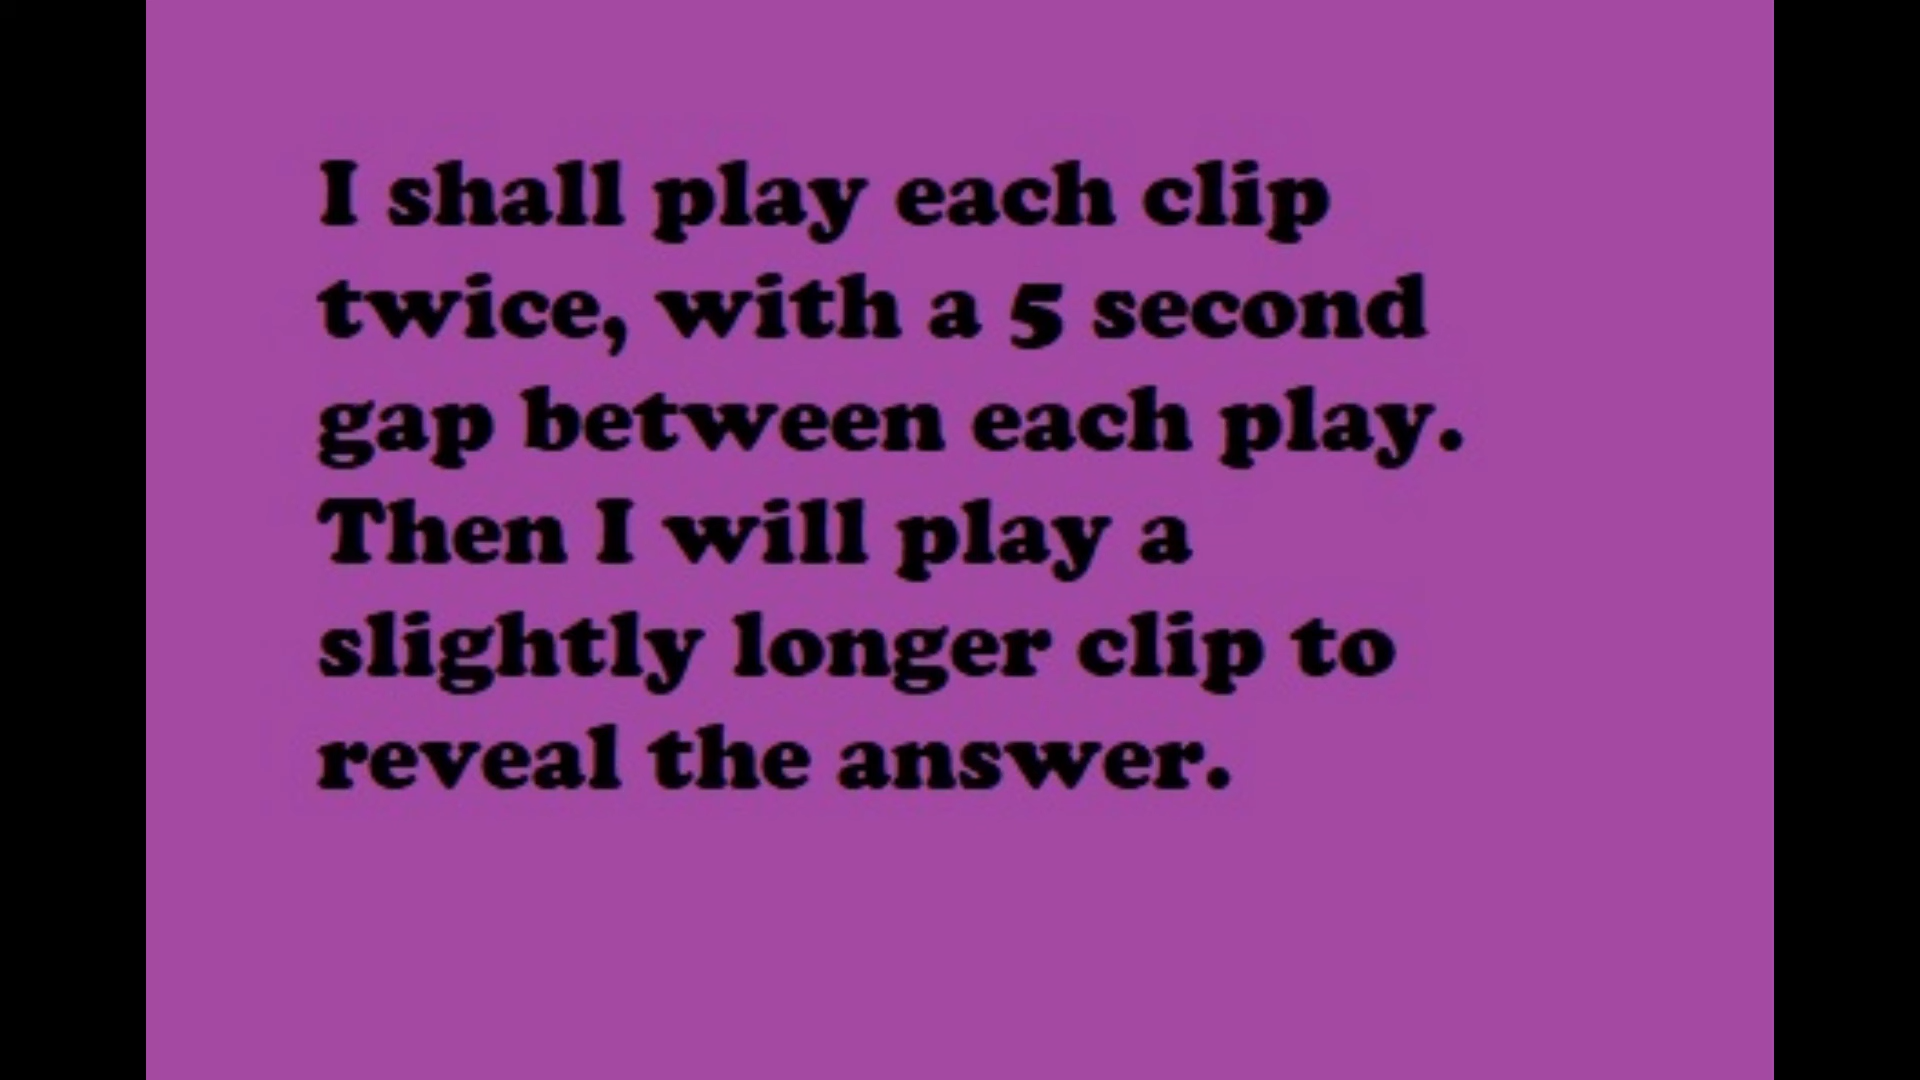 I shall play each clip
twice, with a 5 second
gap between each play.
Then I will play a
slightly longer clip to
reveal the answer.